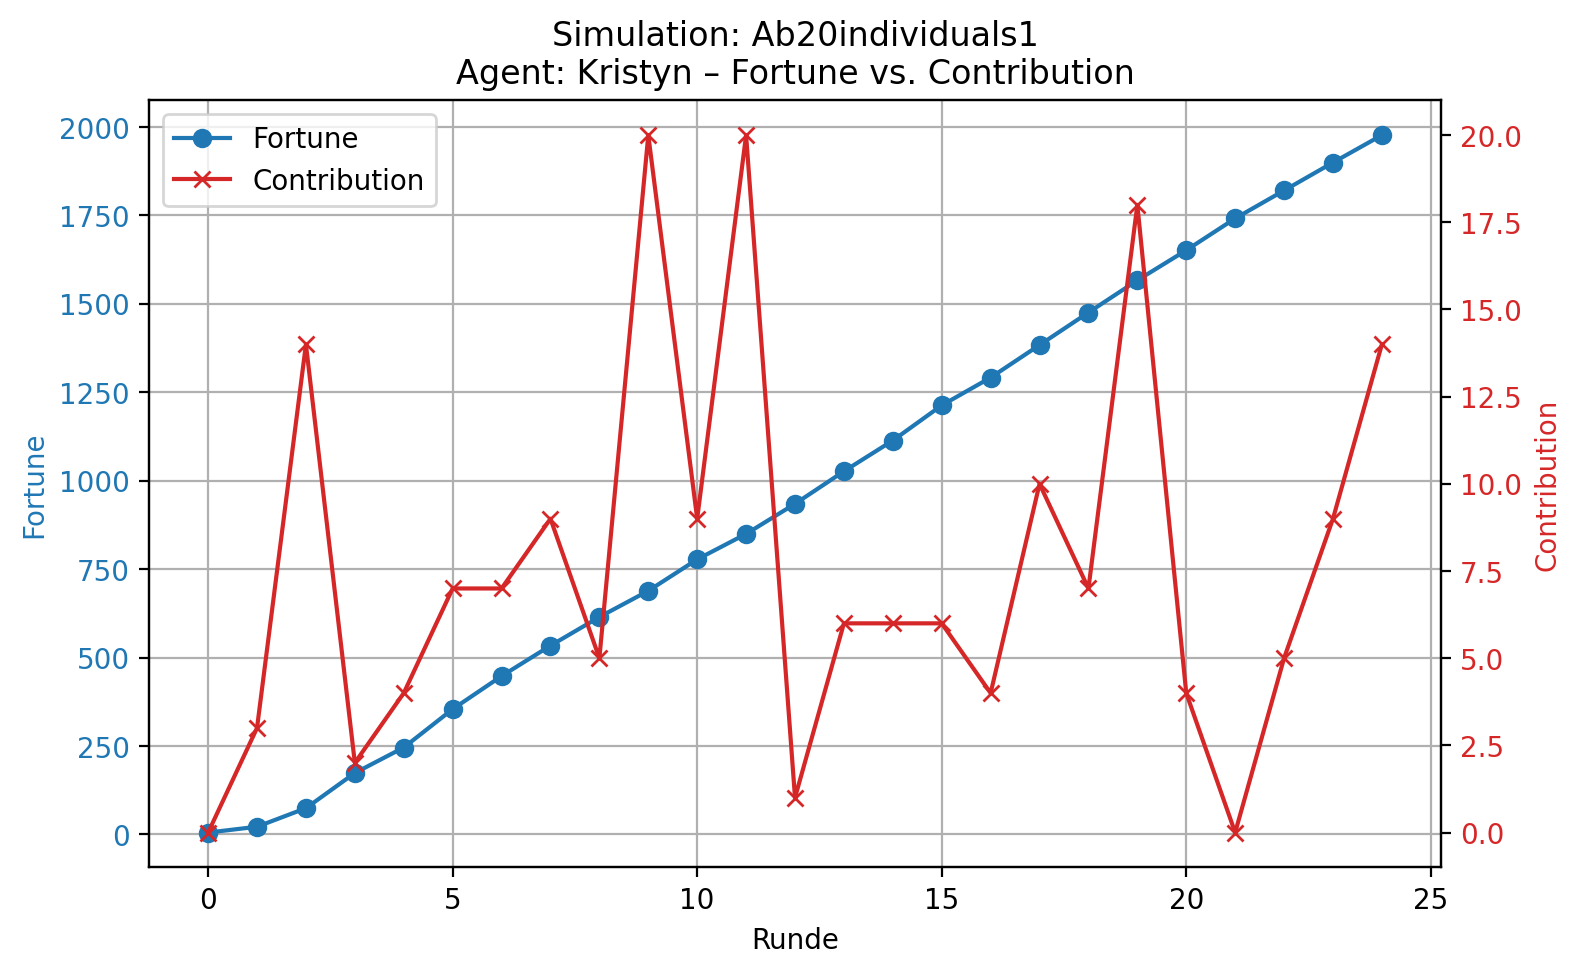 Simulation: Ab20individuals1
Agent: Kristyn – Fortune vs. Contribution
Fortune
Contribution
2000
1750
1500
1250
1000
750
500
250
0
Fortune
20.0
17.5
15.0
12.5
10.0
7.5
5.0
2.5
0.0
Contribution
0 5 10 15 20 25
Runde